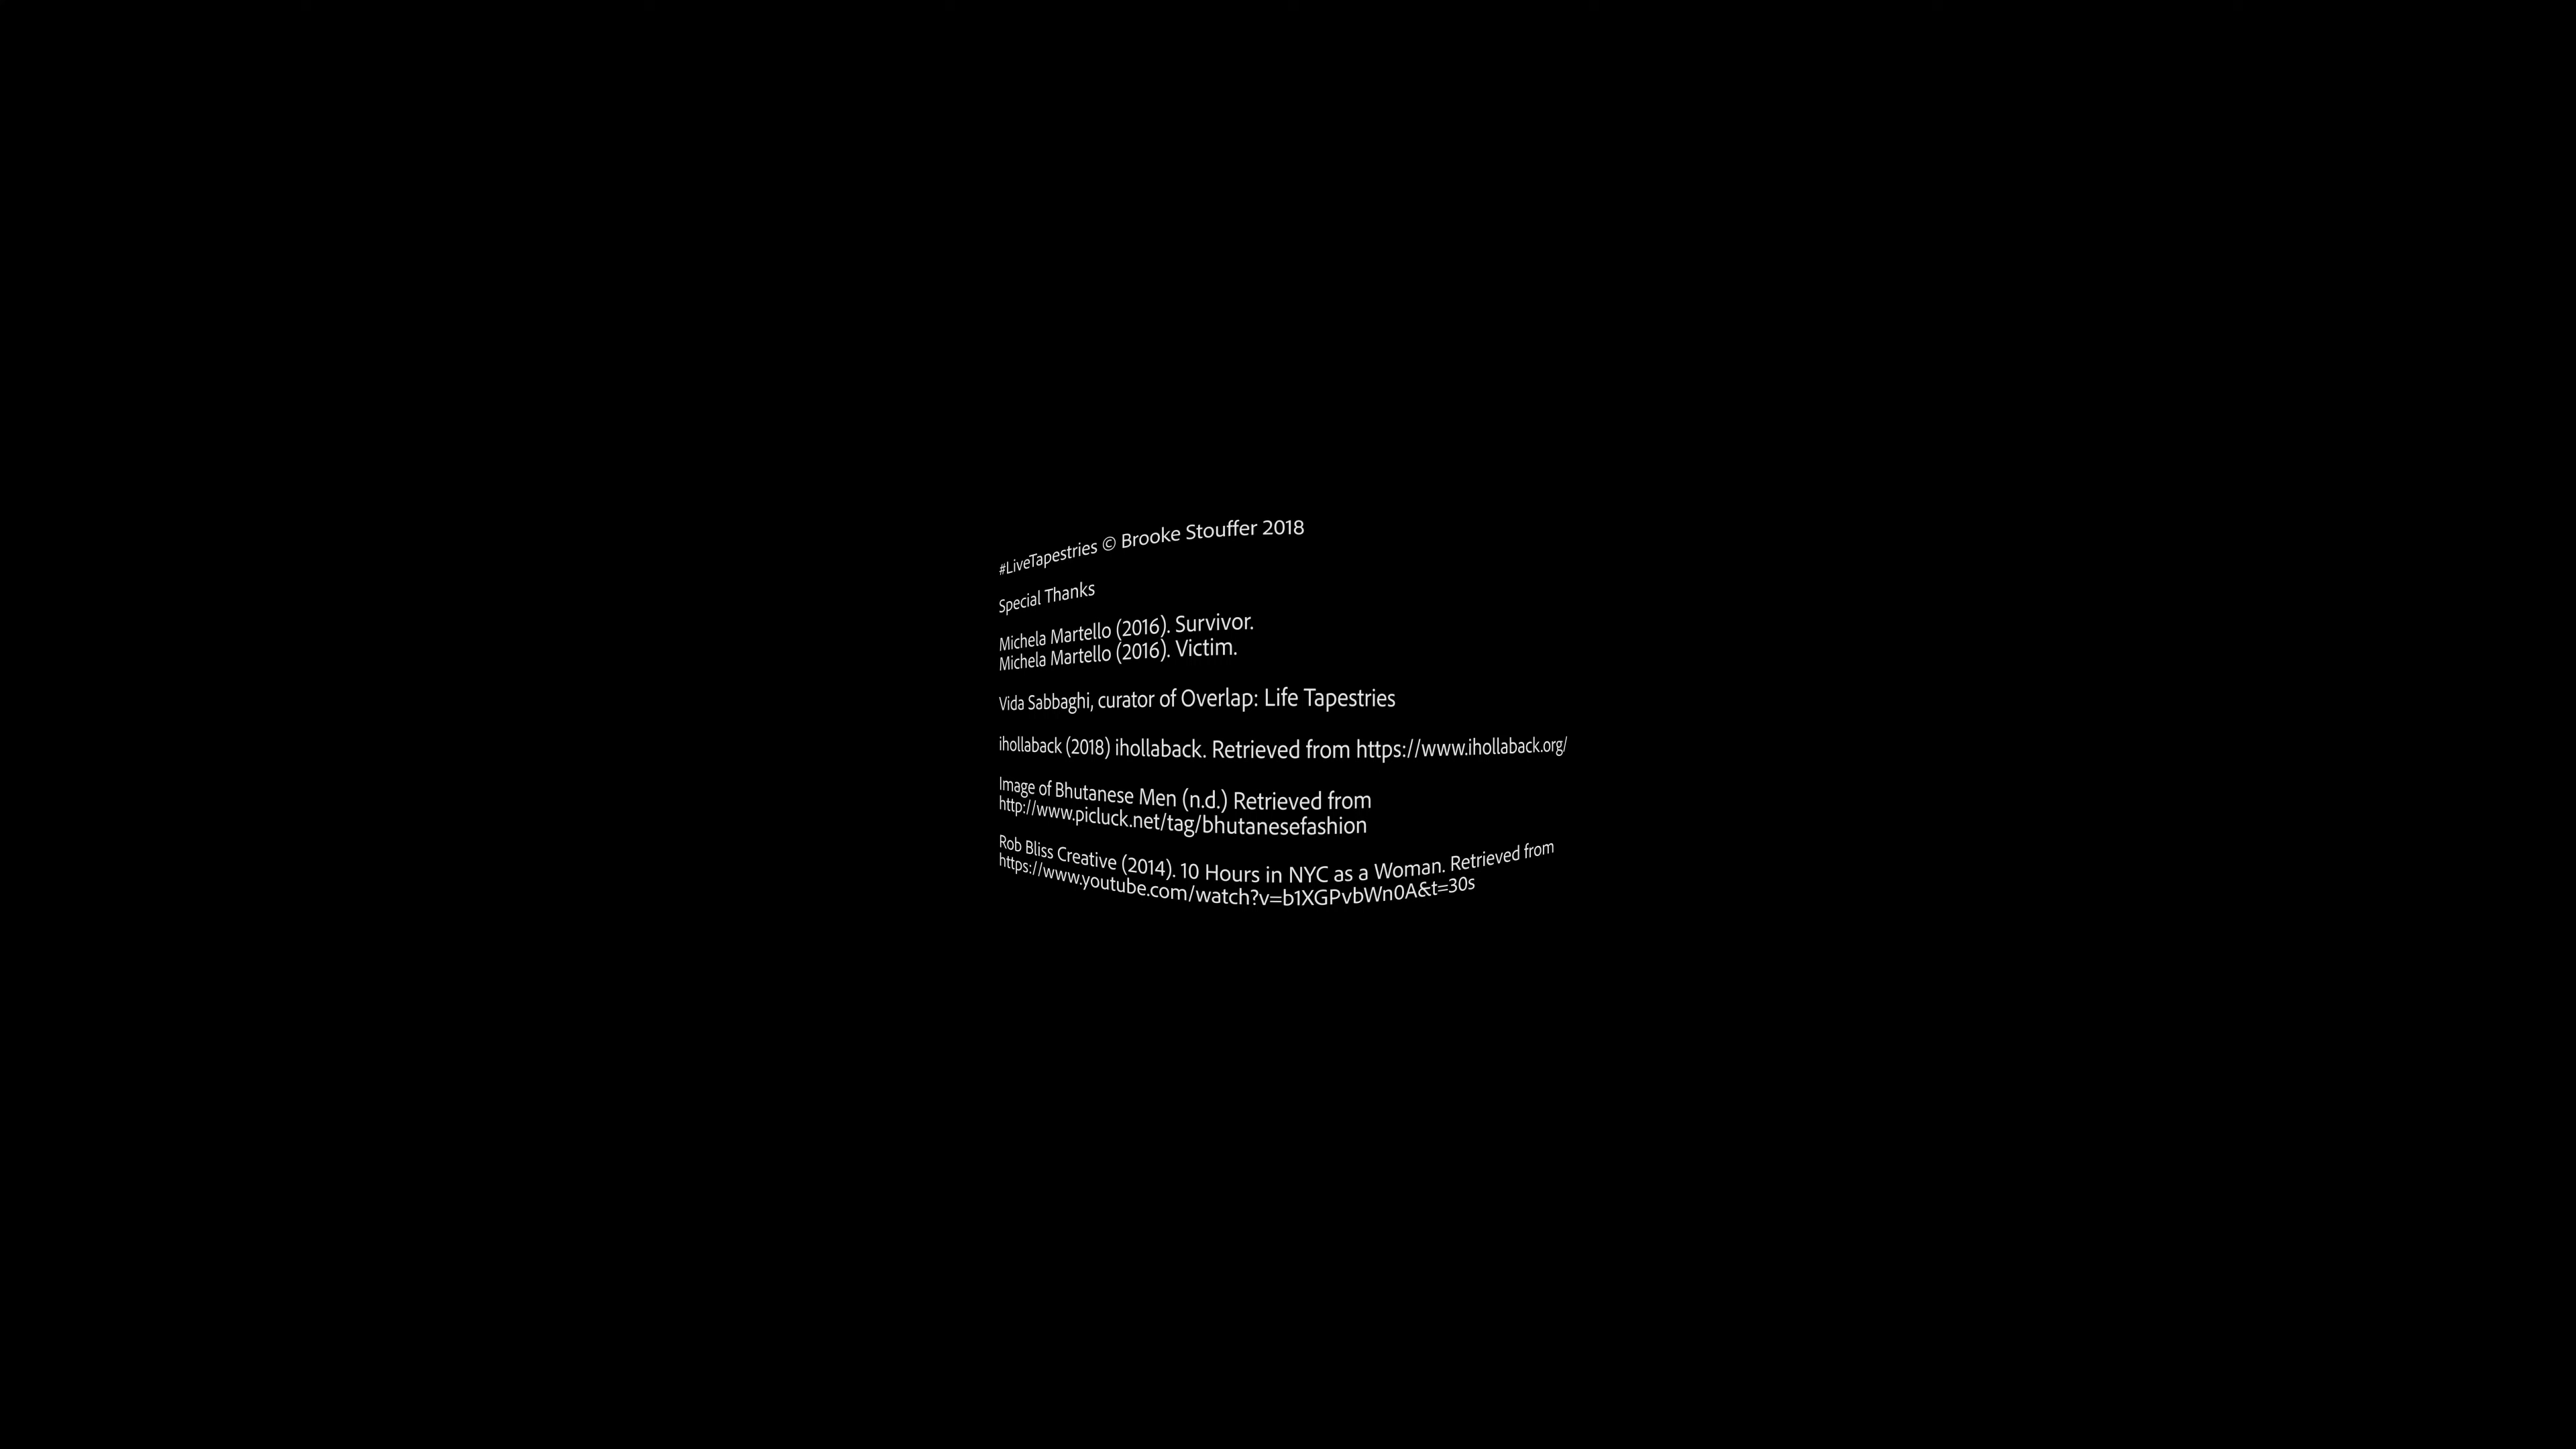 #LiveTapestries © Brooke Stouffer 2018
Special Thanks
Michela Martello (2016). Survivor.
Michela Martello (2016). Victim.
Vida Sabbaghi, curator of Overlap: Life Tapestries
ihollaback (2018) ihollaback. Retrieved from https://www.ihollaback.org/
Image of Bhutanese Men (n.d.) Retrieved from
http://www.picluck.net/tag/bhutanesefashion
Rob Bliss Creative (2014). 10 Hours in NYC as a Woman. Retrieved from
https://www.youtube.com/watch?v=b1XGPvbWn0A&t=30s